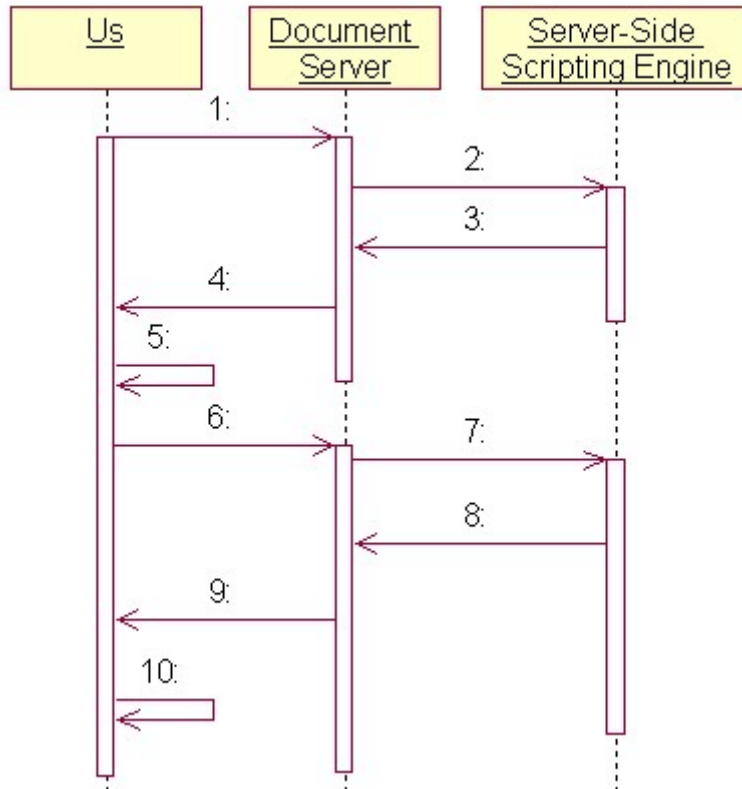 Us
Document
Server
Server-Side
Scripting Engine
1:
2:
3:
4:
5:
6:
7:
8:
9:
10: